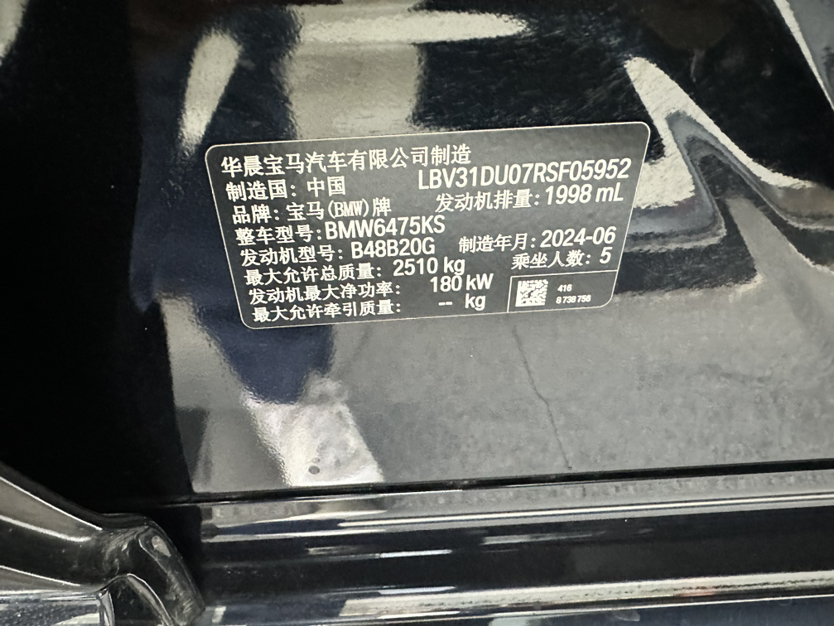 华晨宝马汽车有限公司制造
制造国: 中国 LBV31DU07RSF05952
品牌: 宝马(BMW)牌 发动机排量: 1998 mL
整车型号: BMW6475KS
发动机型号: B48B20G 制造年月: 2024-06
最大允许总质量: 2510 kg 乘坐人数: 5
发动机最大净功率: 180 kW
最大允许牵引质量: -- kg
416
8 738 756